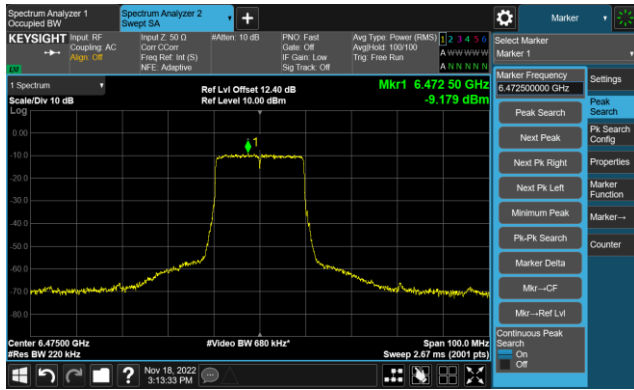 Spectrum Analyzer 1
Occupied BW
Spectrum Analyzer 2
Swept SA
+
Marker
KEYSIGHT
Input: RF
Coupling: AC
Align: Off
Input Z: 50 Ω
Corr CCorr
Freq Ref: Int (S)
NFE: Adaptive
#Atten: 10 dB
PNO: Fast
Gate: Off
IF Gain: Low
Sig Track: Off
Avg Type: Power (RMS)
Avg|Hold: 100/100
Trig: Free Run
1 2 3 4 5 6
A W W W W W
A N N N N N
Select Marker
Marker 1
1 Spectrum
Scale/Div 10 dB
Log
Ref Lvl Offset 12.40 dB
Ref Level 10.00 dBm
Mkr1 6.472 50 GHz
-9.179 dBm
Marker Frequency
6.472500000 GHz
Settings
Peak Search
Next Peak
Next Pk Right
Next Pk Left
Minimum Peak
Pk-Pk Search
Marker Delta
Mkr→CF
Mkr→Ref Lvl
Continuous Peak
Search
On
Off
Peak
Search
Pk Search
Config
Properties
Marker
Function
Marker→
Counter
1
0.00
-10.0
-20.0
-30.0
-40.0
-50.0
-60.0
-70.0
-80.0
Center 6.47500 GHz
#Res BW 220 kHz
#Video BW 680 kHz*
Span 100.0 MHz
Sweep 2.67 ms (2001 pts)
?
Nov 18, 2022
3:13:33 PM